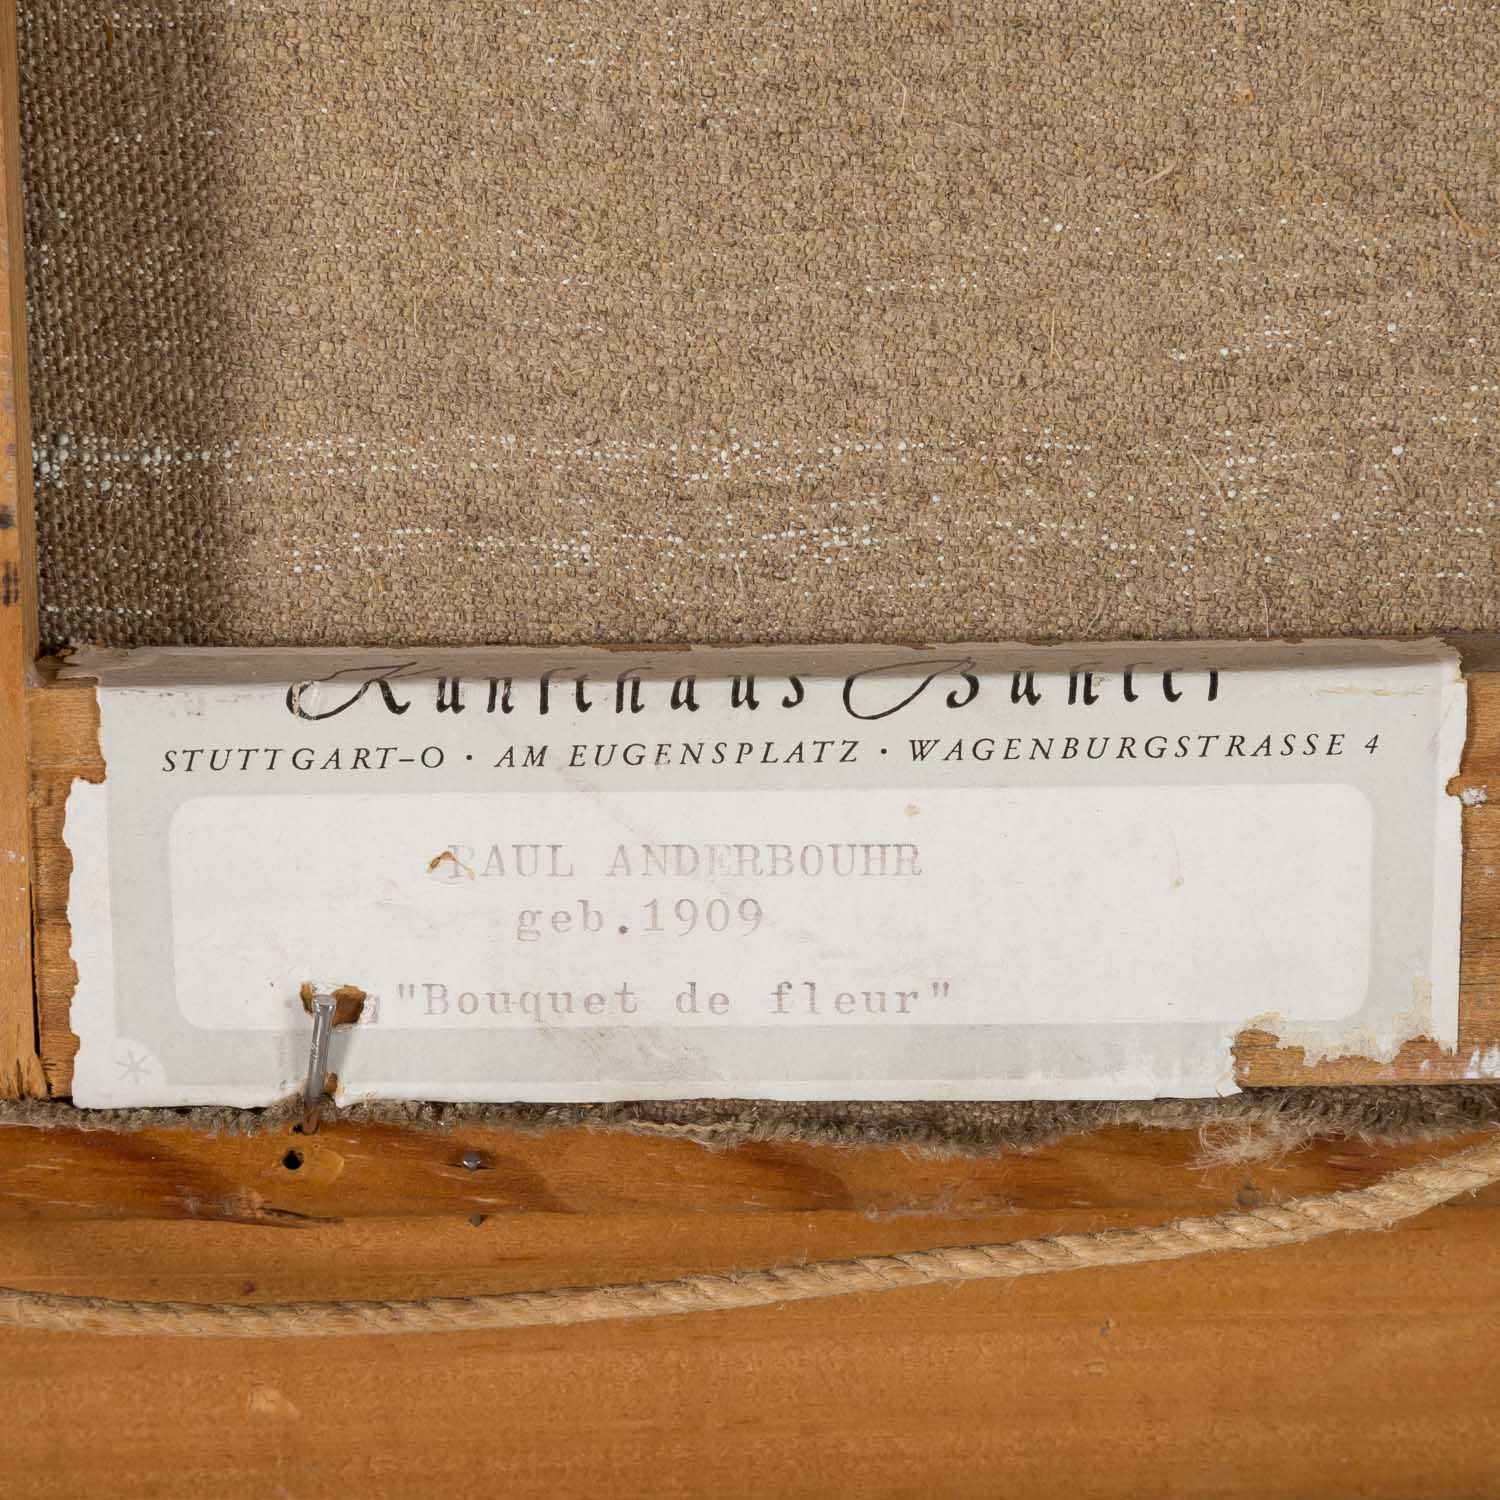 Kunsthaus Bühler
STUTTGART–O · AM EUGENSPLATZ · WAGENBURGSTRASSE 4
PAUL ANDERBOUHR
geb.1909
"Bouquet de fleur"